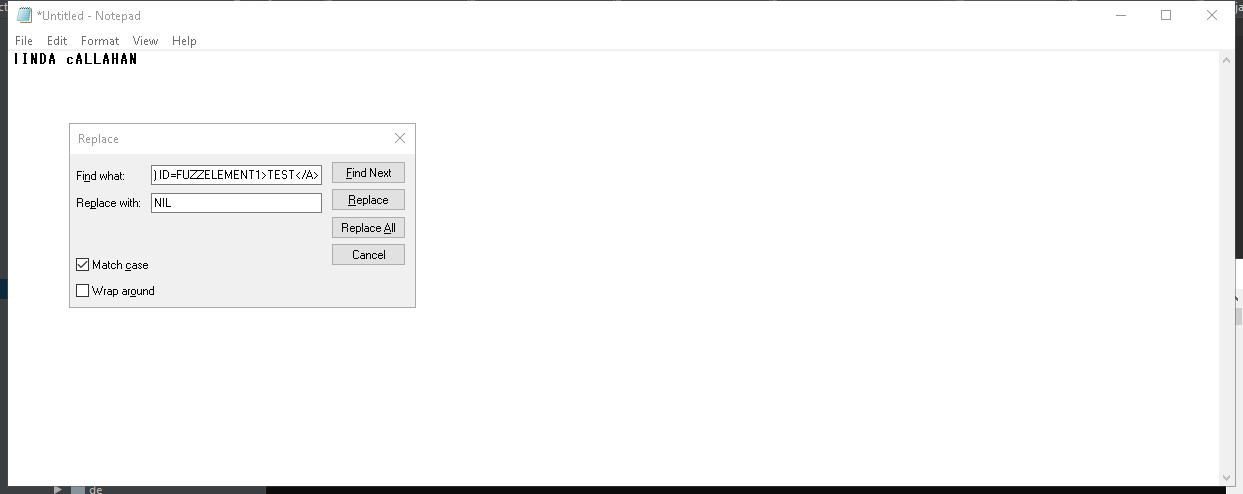 *Untitled - Notepad
File Edit Format View Help
lINDA cALLAHAN
Replace
Find what: )ID=FUZZELEMENT1>TEST</A> Find Next
Replace with: NIL Replace
Replace All
Match case Cancel
Wrap around
de